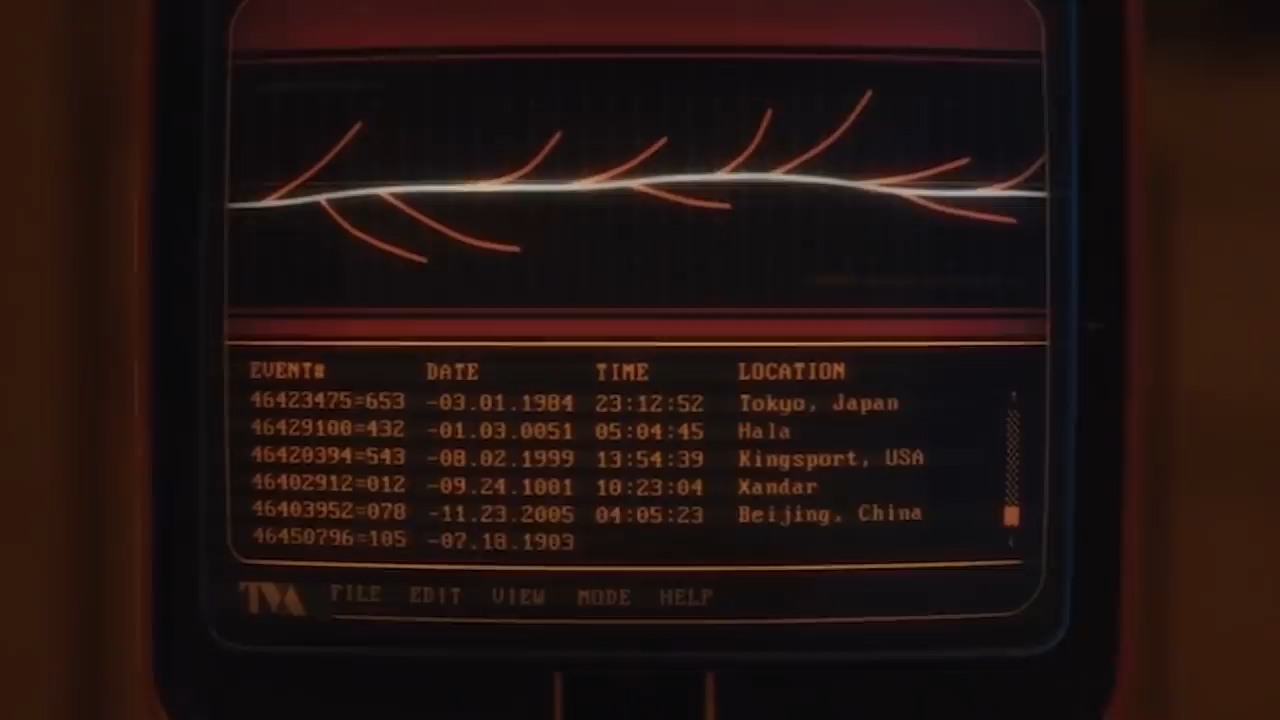 EVENT# DATE TIME LOCATION
46423475=653 -03.01.1984 23:12:52 Tokyo, Japan
46429100=432 -01.03.0051 05:04:45 Hala
46420394=543 -08.02.1999 13:54:39 Kingsport, USA
46402912=012 -09.24.1001 10:23:04 Xandar
46403952=078 -11.23.2005 04:05:23 Beijing, China
46450796=105 -07.18.1903
TVA FILE EDIT VIEW MODE HELP